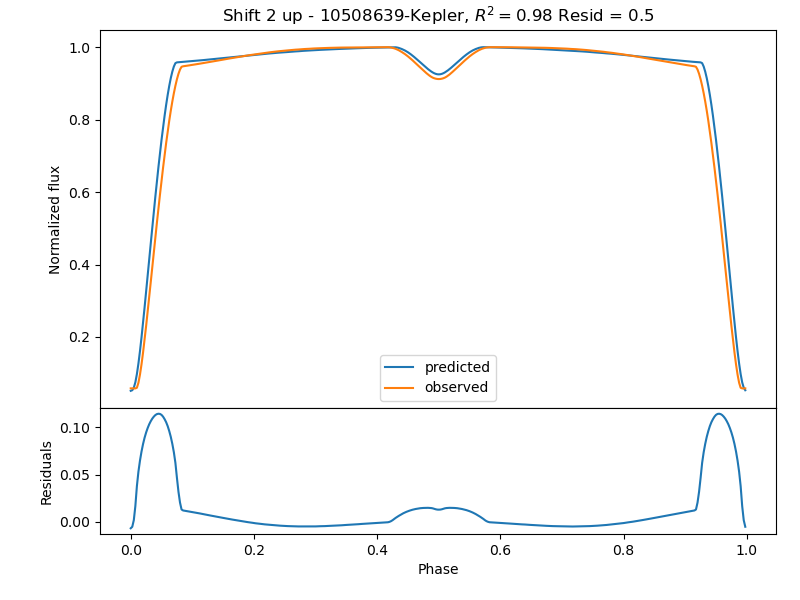 Shift 2 up - 10508639-Kepler, R² = 0.98 Resid = 0.5
Normalized flux
1.0
0.8
0.6
0.4
0.2
predicted
observed
Residuals
0.10
0.05
0.00
0.0 0.2 0.4 0.6 0.8 1.0
Phase